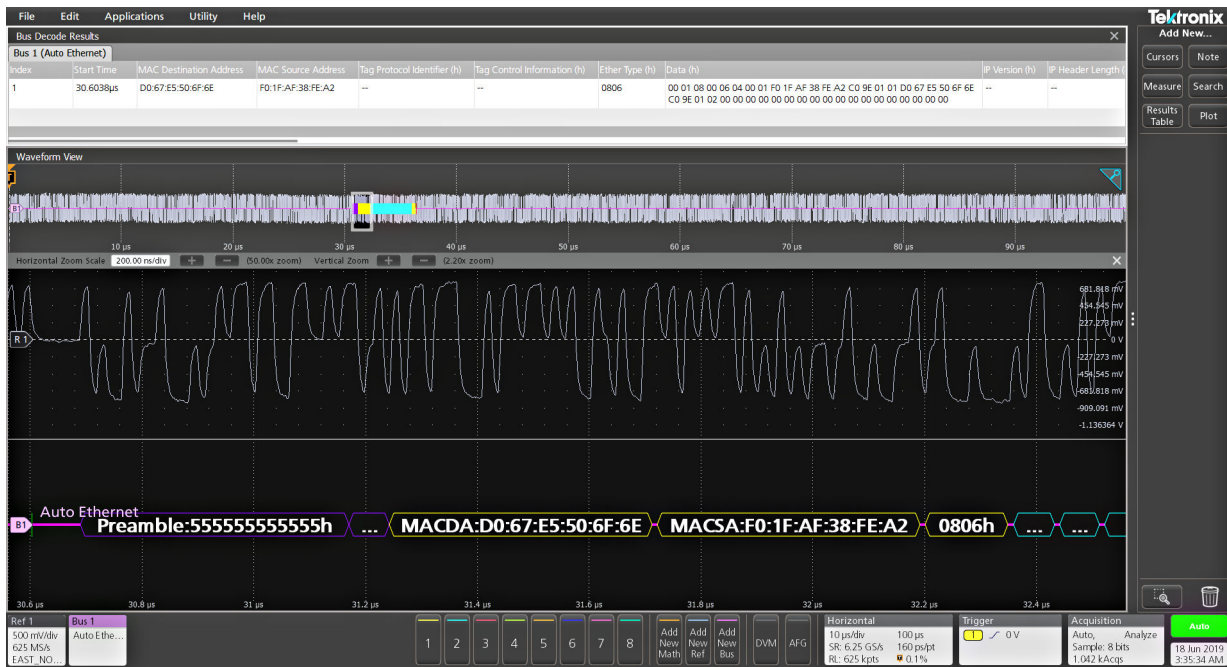 File Edit Applications Utility Help
Tektronix
Add New...
Bus Decode Results
Bus 1 (Auto Ethernet)
Cursors Note
Index Start Time MAC Destination Address MAC Source Address Tag Protocol Identifier (h) Tag Control Information (h) Ether Type (h) Data (h) IP Version (h) IP Header Length (
1 30.6038µs D0:67:E5:50:6F:6E F0:1F:AF:38:FE:A2 -- -- 0806 00 01 08 00 06 04 00 01 F0 1F AF 38 FE A2 C0 9E 01 01 D0 67 E5 50 6F 6E -- --
C0 9E 01 02 00 00 00 00 00 00 00 00 00 00 00 00 00 00 00 00 00 00
Measure Search
Results Table Plot
Waveform View
B1
10 µs 20 µs 30 µs 40 µs 50 µs 60 µs 70 µs 80 µs 90 µs
Horizontal Zoom Scale 200.00 ns/div + − (50.00x zoom) Vertical Zoom + − (2.20x zoom)
681.818 mV
454.545 mV
227.273 mV
R 1 0 V
-227.273 mV
-454.545 mV
-681.818 mV
-909.091 mV
-1.136364 V
Auto Ethernet
B1 Preamble:555555555555h ... MACDA:D0:67:E5:50:6F:6E MACSA:F0:1F:AF:38:FE:A2 0806h ... ...
30.6 µs 30.8 µs 31 µs 31.2 µs 31.4 µs 31.6 µs 31.8 µs 32 µs 32.2 µs 32.4 µs
Ref 1
500 mV/div
625 MS/s
EAST_NO...
Bus 1
Auto Ethe...
1 2 3 4 5 6 7 8
Add New Math
Add New Ref
Add New Bus
DVM AFG
Horizontal
10 µs/div 100 µs
SR: 6.25 GS/s 160 ps/pt
RL: 625 kpts 0.1%
Trigger
1 0 V
Acquisition
Auto, Analyze
Sample: 8 bits
1.042 kAcqs
Auto
18 Jun 2019
3:35:34 AM